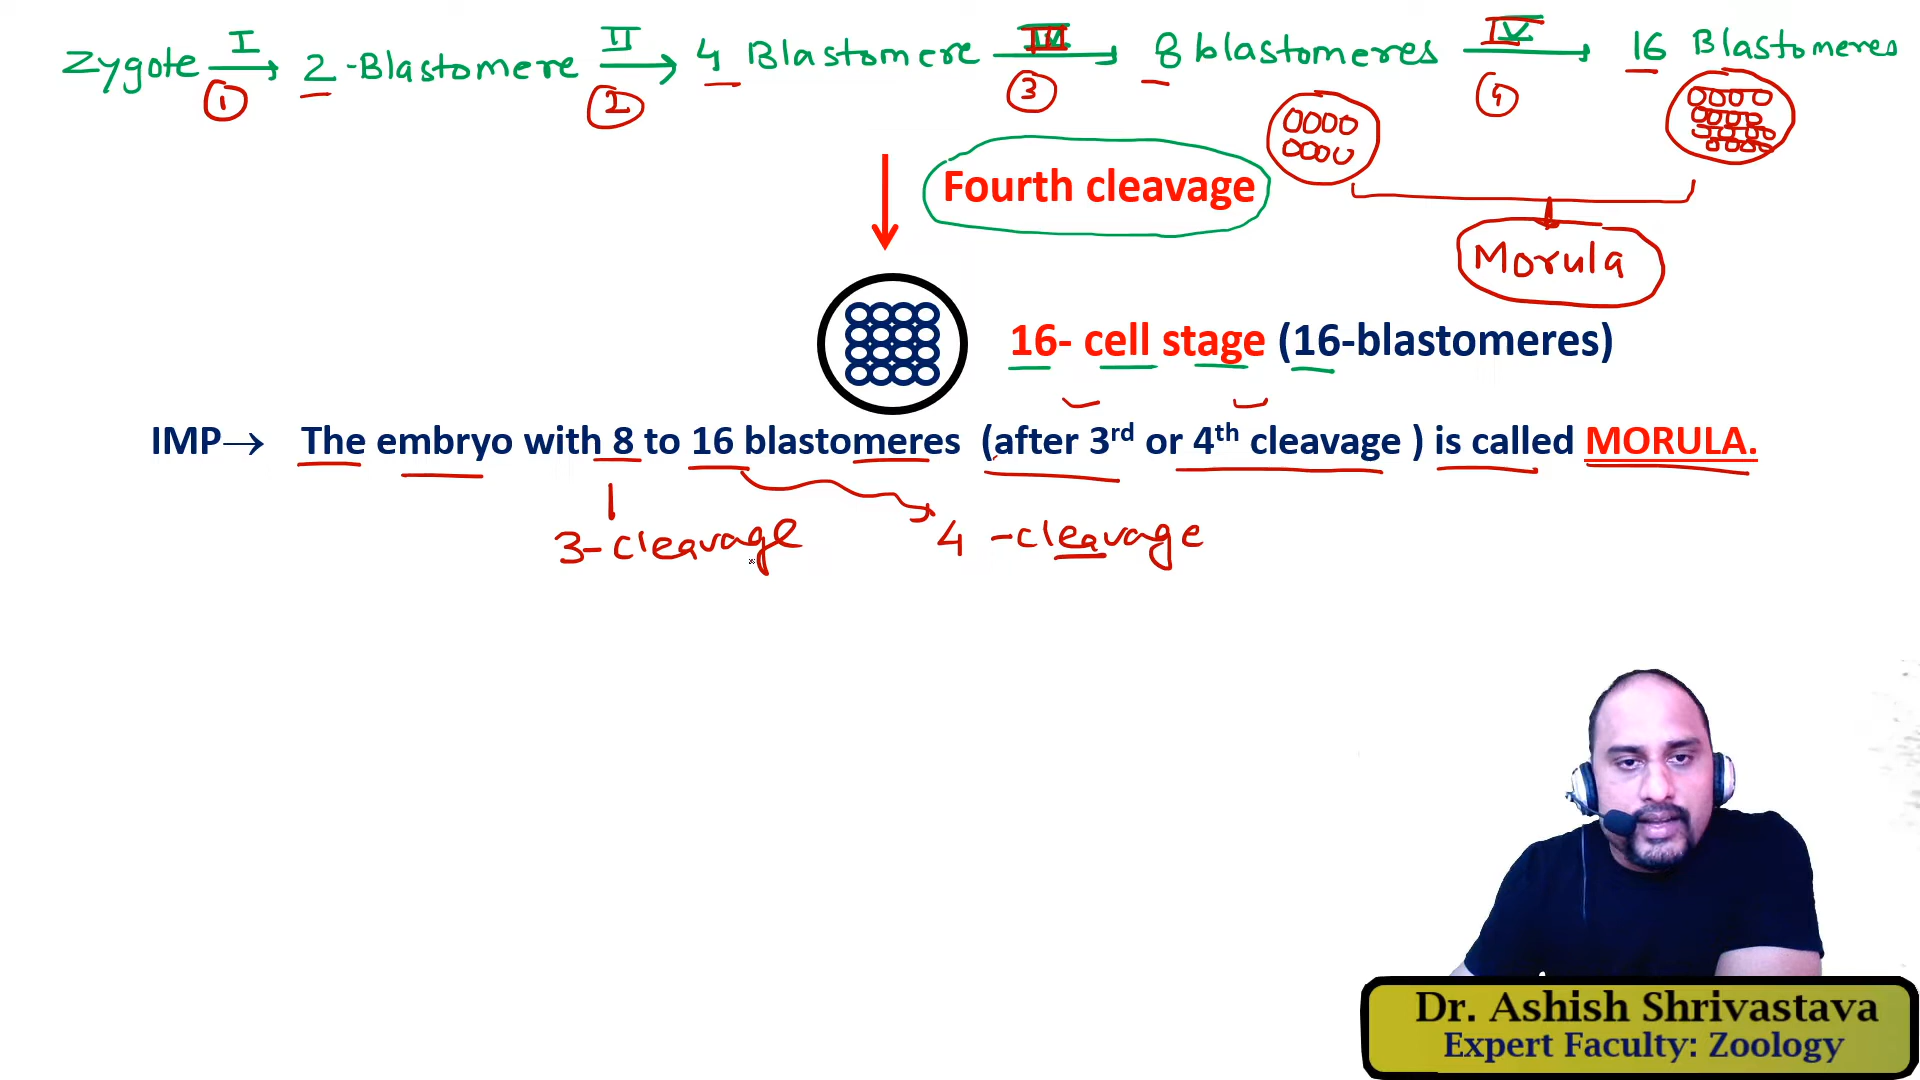 Zygote I 2-Blastomere II 4 Blastomere III 8 blastomeres IV 16 Blastomeres
1 2 3 4
Fourth cleavage
Morula
16- cell stage (16-blastomeres)
IMP→ The embryo with 8 to 16 blastomeres (after 3rd or 4th cleavage ) is called MORULA.
3-cleavage 4-cleavage
Dr. Ashish Shrivastava
Expert Faculty: Zoology